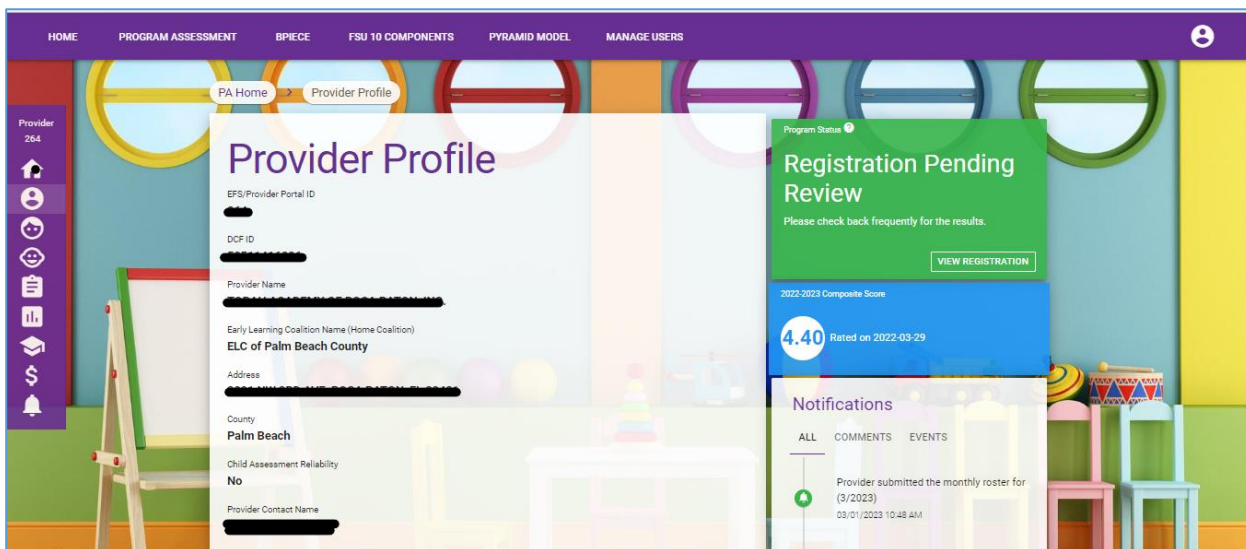 HOME PROGRAM ASSESSMENT BPIECE FSU 10 COMPONENTS PYRAMID MODEL MANAGE USERS
PA Home > Provider Profile
Provider
264
Provider Profile
EFS/Provider Portal ID
DCF ID
Provider Name
Early Learning Coalition Name (Home Coalition)
ELC of Palm Beach County
Address
County
Palm Beach
Child Assessment Reliability
No
Provider Contact Name
Program Status
Registration Pending
Review
Please check back frequently for the results.
VIEW REGISTRATION
2022-2023 Composite Score
4.40 Rated on 2022-03-29
Notifications
ALL COMMENTS EVENTS
Provider submitted the monthly roster for
(3/2023)
03/01/2023 10:48 AM